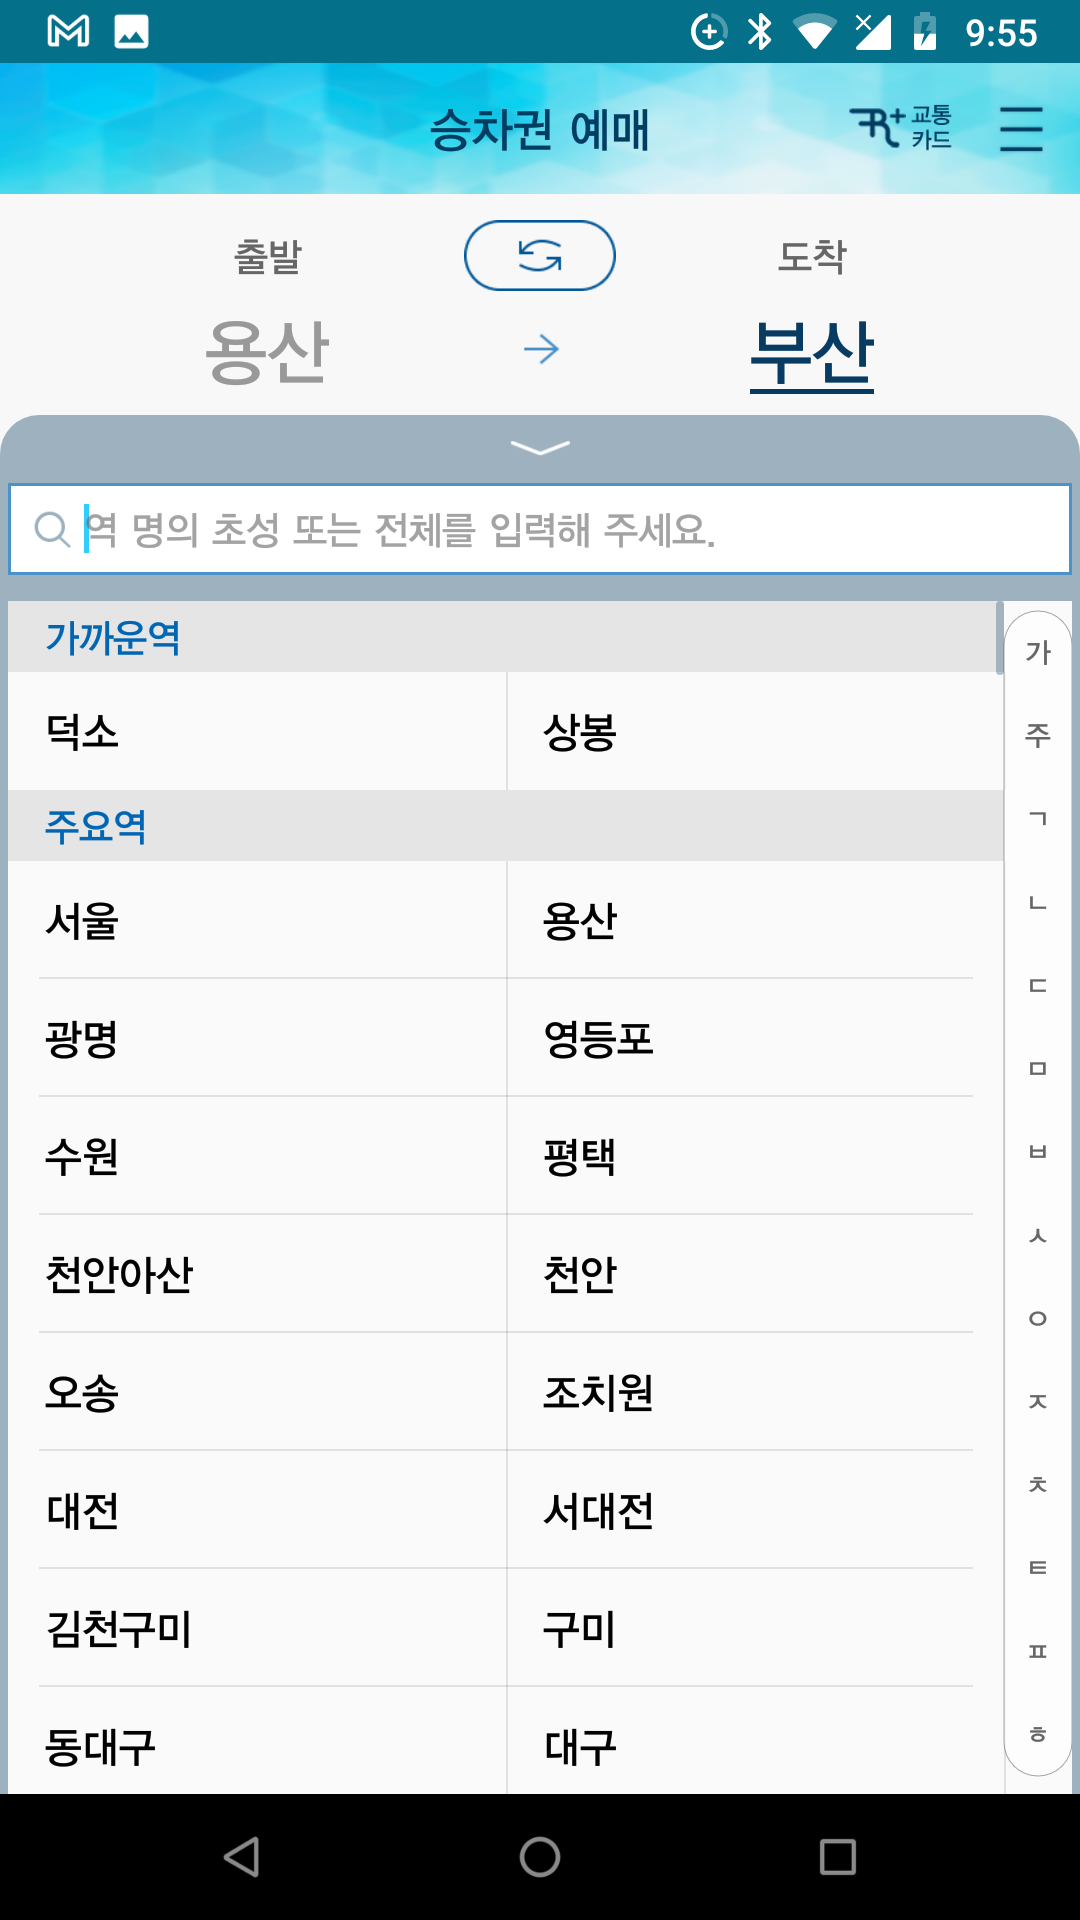 9:55
승차권 예매
R+ 교통
카드
출발
도착
용산
부산
역 명의 초성 또는 전체를 입력해 주세요.
가까운역
덕소
상봉
주요역
서울
용산
광명
영등포
수원
평택
천안아산
천안
오송
조치원
대전
서대전
김천구미
구미
동대구
대구
가
주
ㄱ
ㄴ
ㄷ
ㅁ
ㅂ
ㅅ
ㅇ
ㅈ
ㅊ
ㅌ
ㅍ
ㅎ